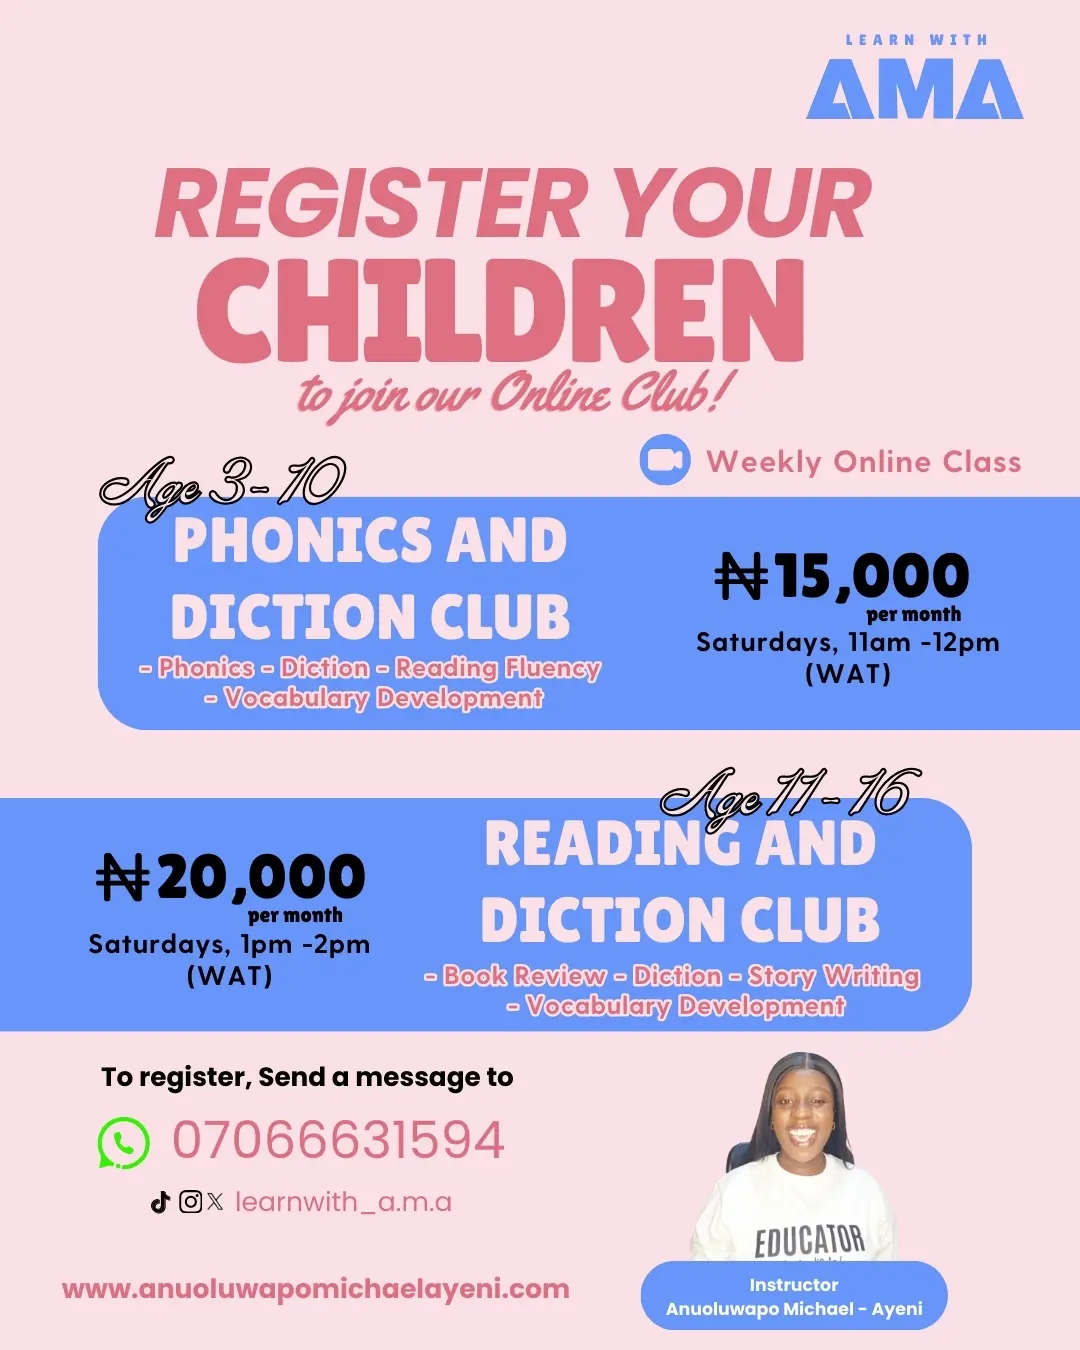 LEARN WITH
AMA
REGISTER YOUR
CHILDREN
to join our Online Club!
Weekly Online Class
Age 3-10
PHONICS AND
DICTION CLUB
- Phonics - Diction - Reading Fluency
- Vocabulary Development
₦15,000
per month
Saturdays, 11am -12pm
(WAT)
Age 11-16
READING AND
DICTION CLUB
- Book Review - Diction - Story Writing
- Vocabulary Development
₦20,000
per month
Saturdays, 1pm -2pm
(WAT)
To register, Send a message to
07066631594
learnwith_a.m.a
www.anuoluwapomichaelayeni.com
EDUCATOR
Instructor
Anuoluwapo Michael - Ayeni